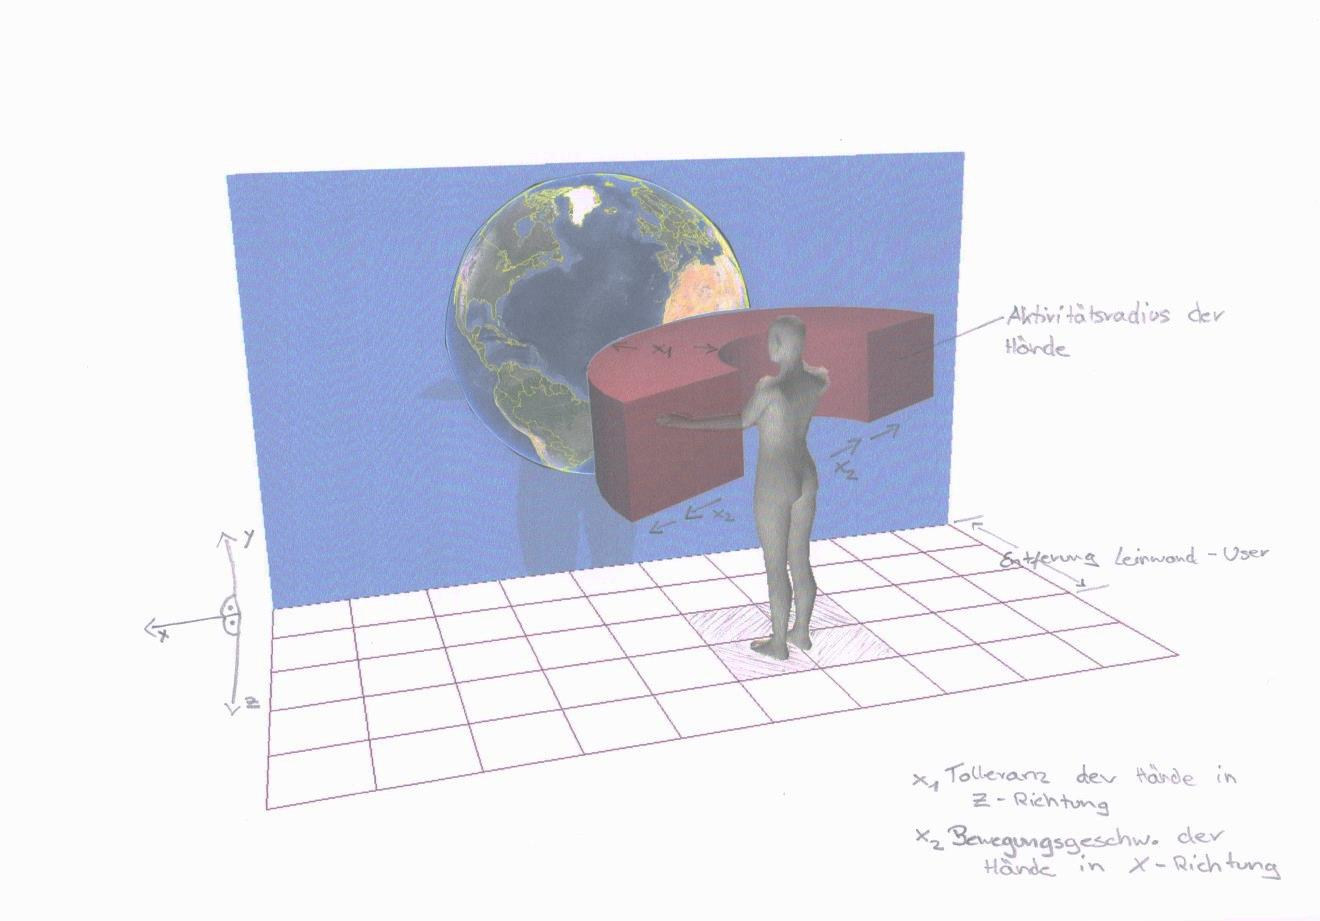 Aktivitätsradius der
Hände
x1
x2
x2
y
x
z
Entferung Leinwand - User
x1 Tolleranz der Hände in
Z-Richtung
x2 Bewegungsgeschw. der
Hände in X-Richtung